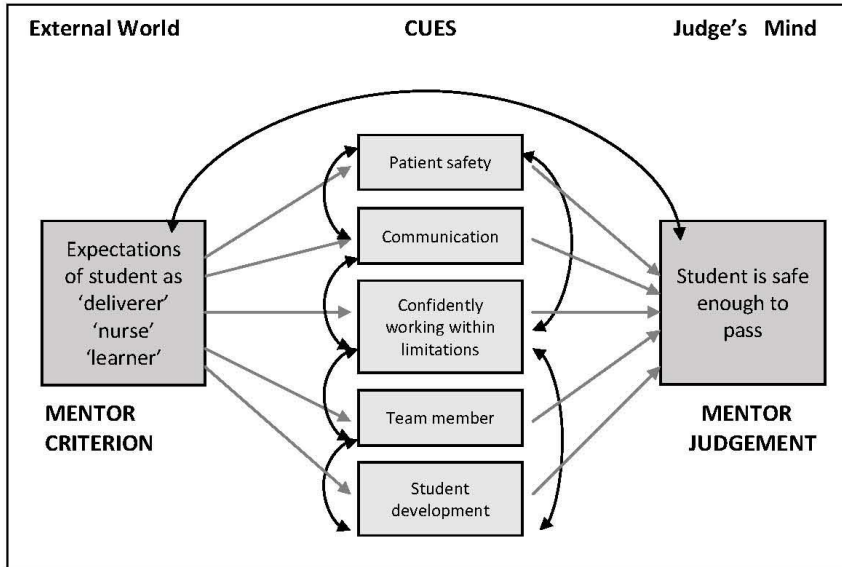 External World
CUES
Judge's Mind
Patient safety
Communication
Confidently
working within
limitations
Team member
Student
development
Expectations
of student as
‘deliverer’
‘nurse’
‘learner’
MENTOR
CRITERION
Student is safe
enough to
pass
MENTOR
JUDGEMENT